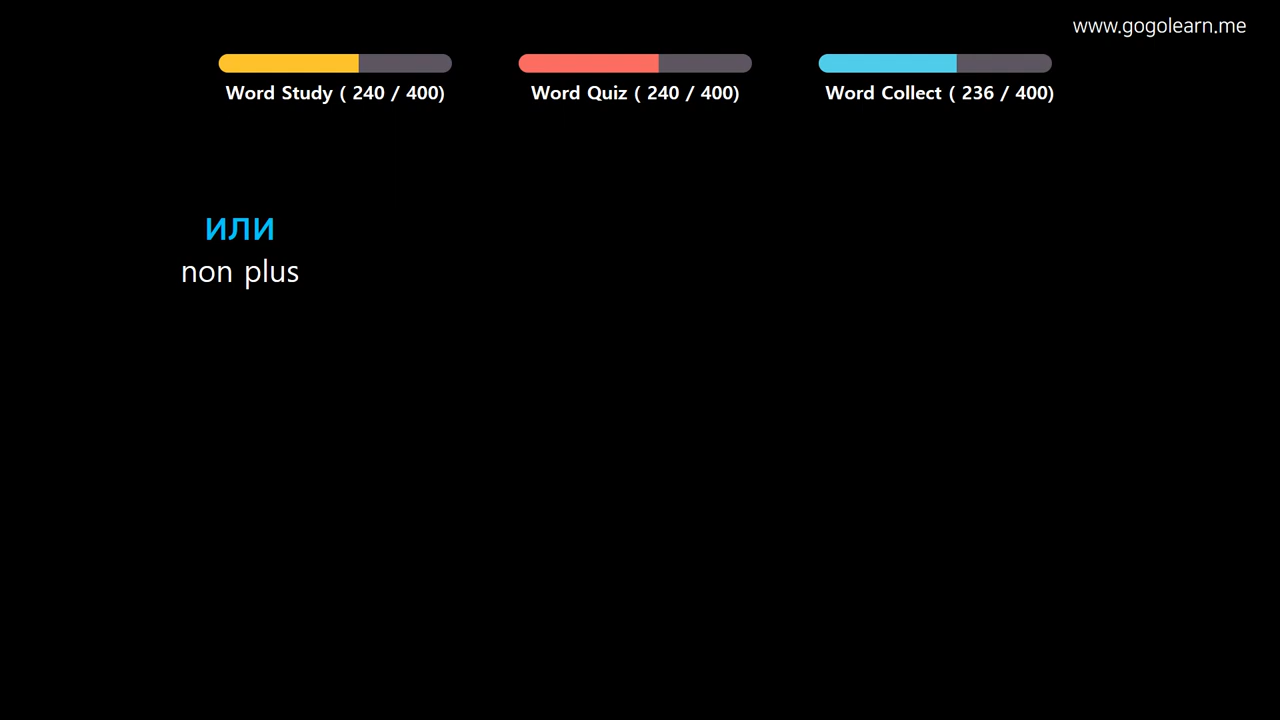 www.gogolearn.me
Word Study ( 240 / 400)
Word Quiz ( 240 / 400)
Word Collect ( 236 / 400)
или
non plus